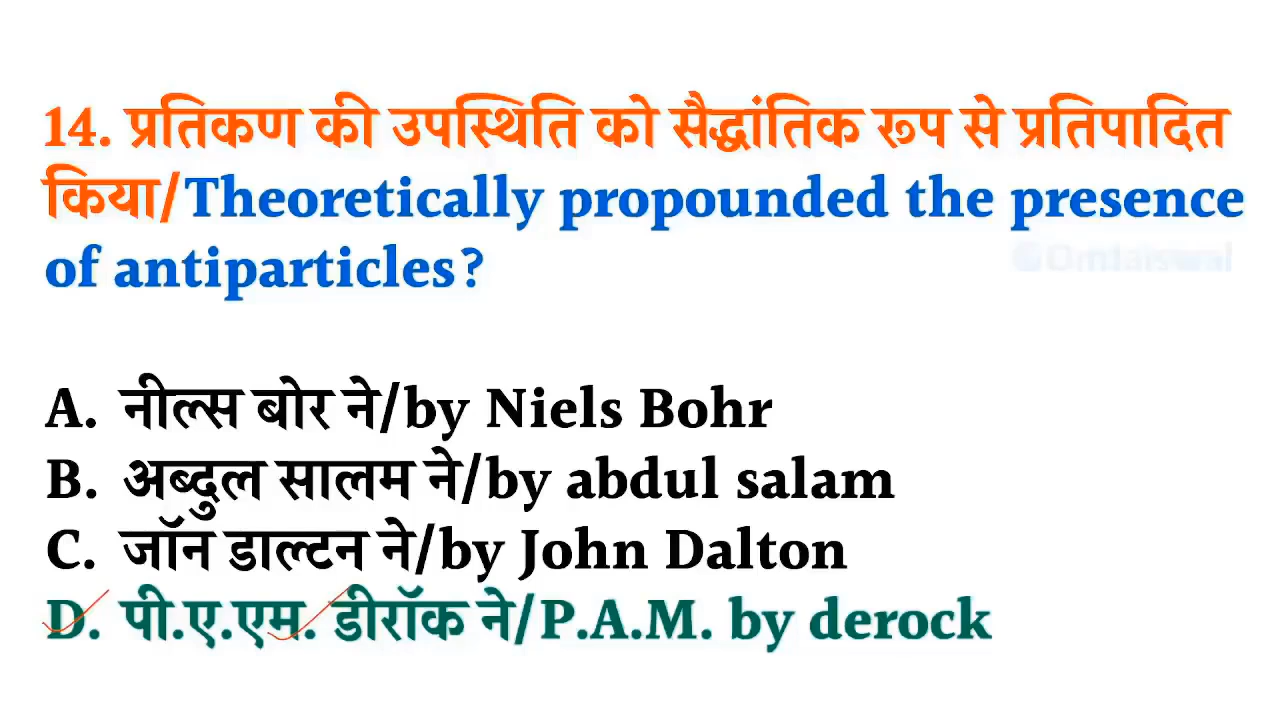 14. प्रतिकण की उपस्थिति को सैद्धांतिक रूप से प्रतिपादित
किया/Theoretically propounded the presence
of antiparticles?
A. नील्स बोर ने/by Niels Bohr
B. अब्दुल सालम ने/by abdul salam
C. जॉन डाल्टन ने/by John Dalton
D. पी.ए.एम. डीरॉक ने/P.A.M. by derock